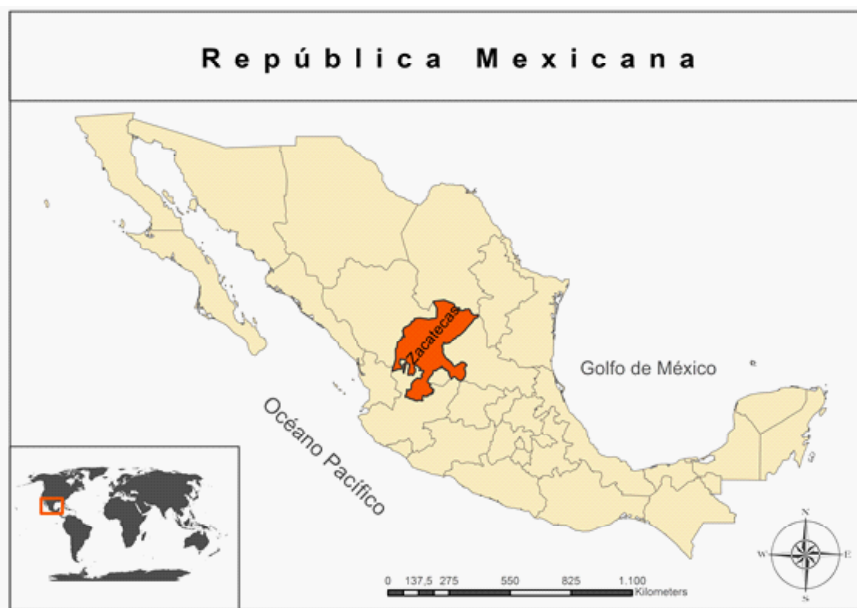 República Mexicana
Zacatecas
Golfo de México
Océano Pacífico
N
W
E
S
0 137,5 275 550 825 1.100
Kilometers